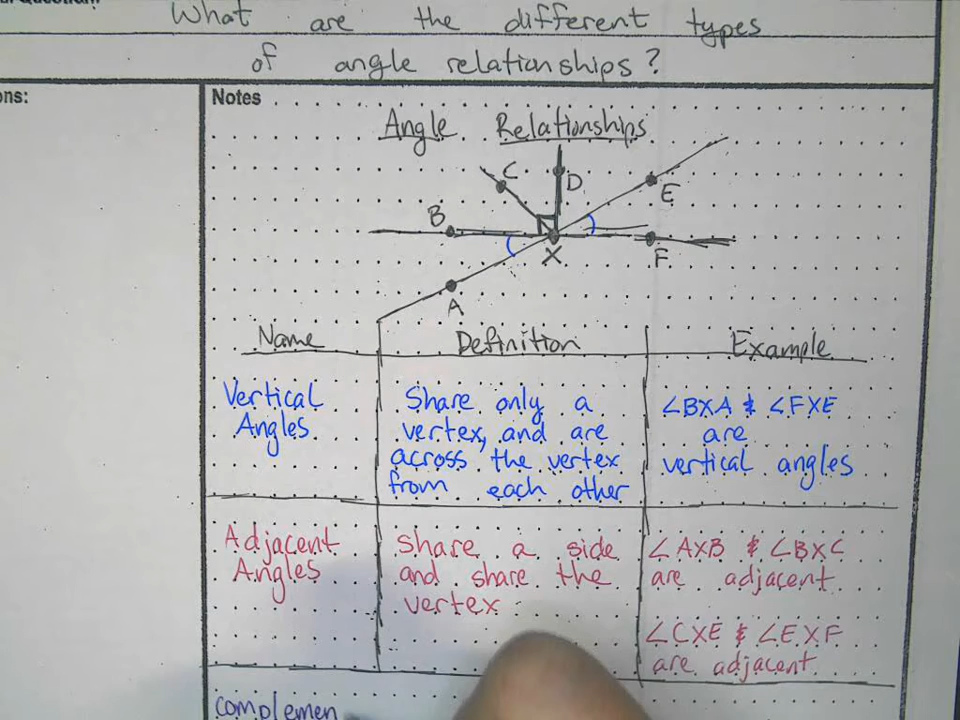 What are the different types
of angle relationships?
ons:
Notes
Angle Relationships
C
D
E
B
X
F
A
Name Definition Example
Vertical
Angles
Share only a
vertex, and are
across the vertex
from each other
∠BXA & ∠FXE
are
vertical angles
Adjacent
Angles
share a side
and share the
vertex
∠AXB & ∠BXC
are adjacent
∠CXE & ∠EXF
are adjacent
complemen